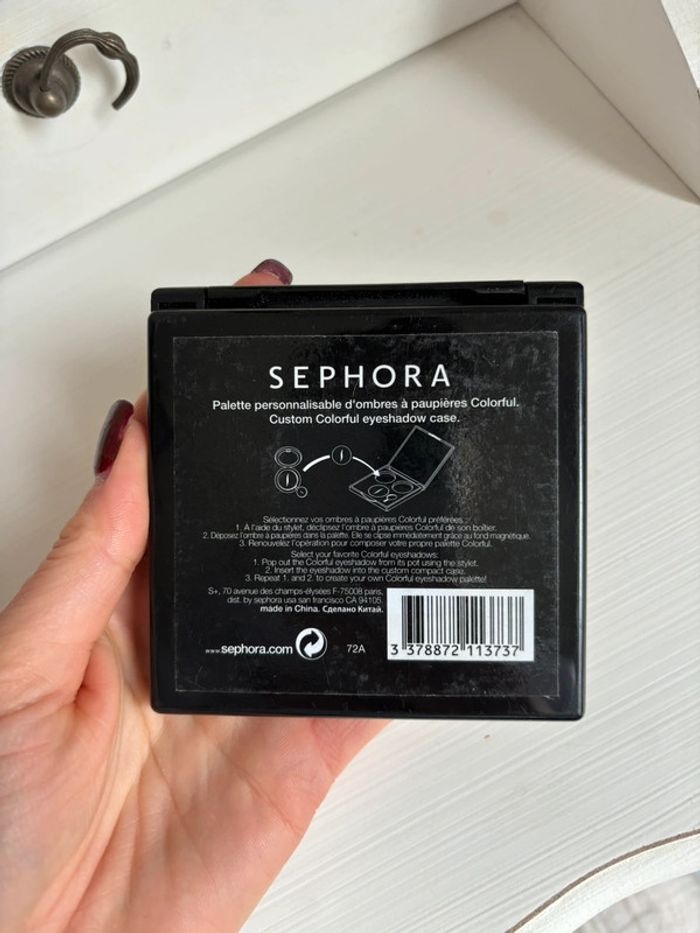 SEPHORA
Palette personnalisable d'ombres à paupières Colorful.
Custom Colorful eyeshadow case.
Sélectionnez vos ombres à paupières Colorful préférées :
1. A l'aide du stylet, déclipsez l'ombre à paupières Colorful de son boîtier.
2. Déposez l'ombre à paupières dans la palette. Elle se clipse immédiatement grâce au fond magnétique.
3. Renouvelez l'opération pour composer votre propre palette Colorful.
Select your favorite Colorful eyeshadows:
1. Pop out the Colorful eyeshadow from its pot using the stylet.
2. Insert the eyeshadow into the custom compact case.
3. Repeat 1. and 2. to create your own Colorful eyeshadow palette!
S+, 70 avenue des champs-élysées F-75008 paris,
dist. by sephora usa san francisco CA 94105.
made in China. Сделано Китай.
www.sephora.com 72A
3 378872 113737